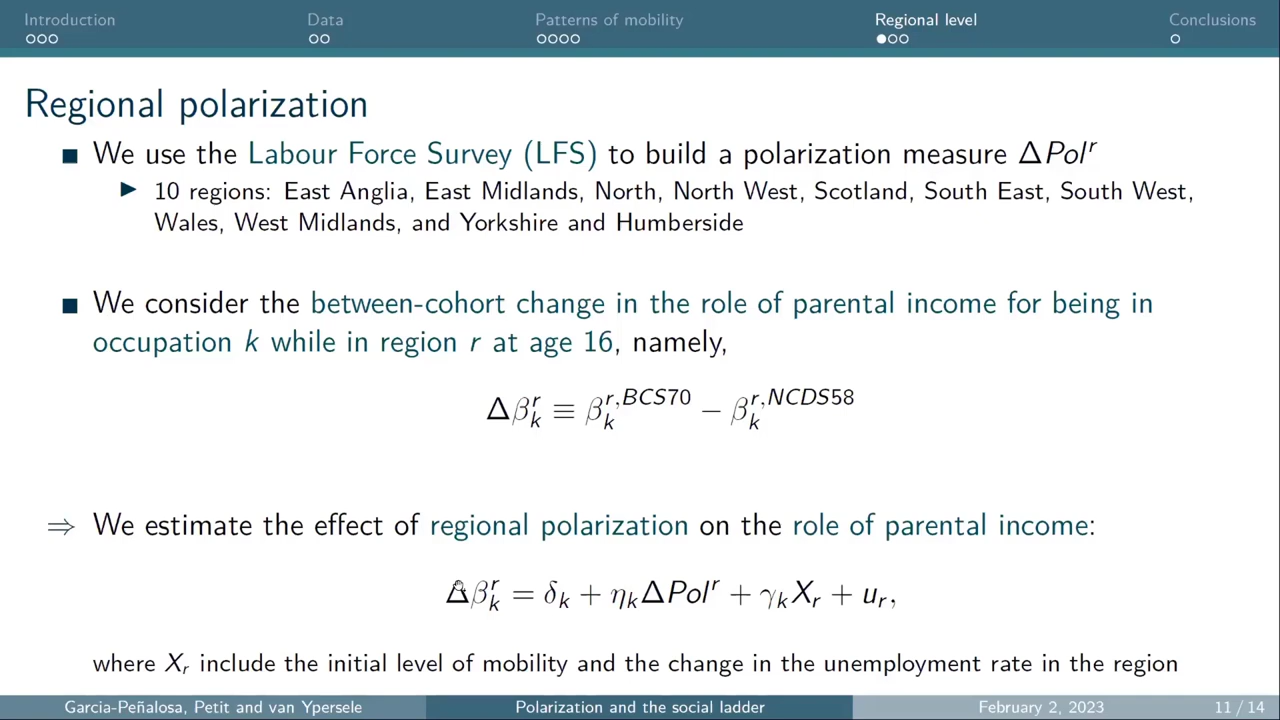 Introduction Data Patterns of mobility Regional level Conclusions
Regional polarization
We use the Labour Force Survey (LFS) to build a polarization measure ΔPol^r
10 regions: East Anglia, East Midlands, North, North West, Scotland, South East, South West,
Wales, West Midlands, and Yorkshire and Humberside
We consider the between-cohort change in the role of parental income for being in
occupation k while in region r at age 16, namely,
Δβ_k^r ≡ β_k^{r,BCS70} − β_k^{r,NCDS58}
⇒ We estimate the effect of regional polarization on the role of parental income:
Δβ_k^r = δ_k + η_kΔPol^r + γ_kX_r + u_r,
where X_r include the initial level of mobility and the change in the unemployment rate in the region
Garcia-Peñalosa, Petit and van Ypersele Polarization and the social ladder February 2, 2023 11 / 14